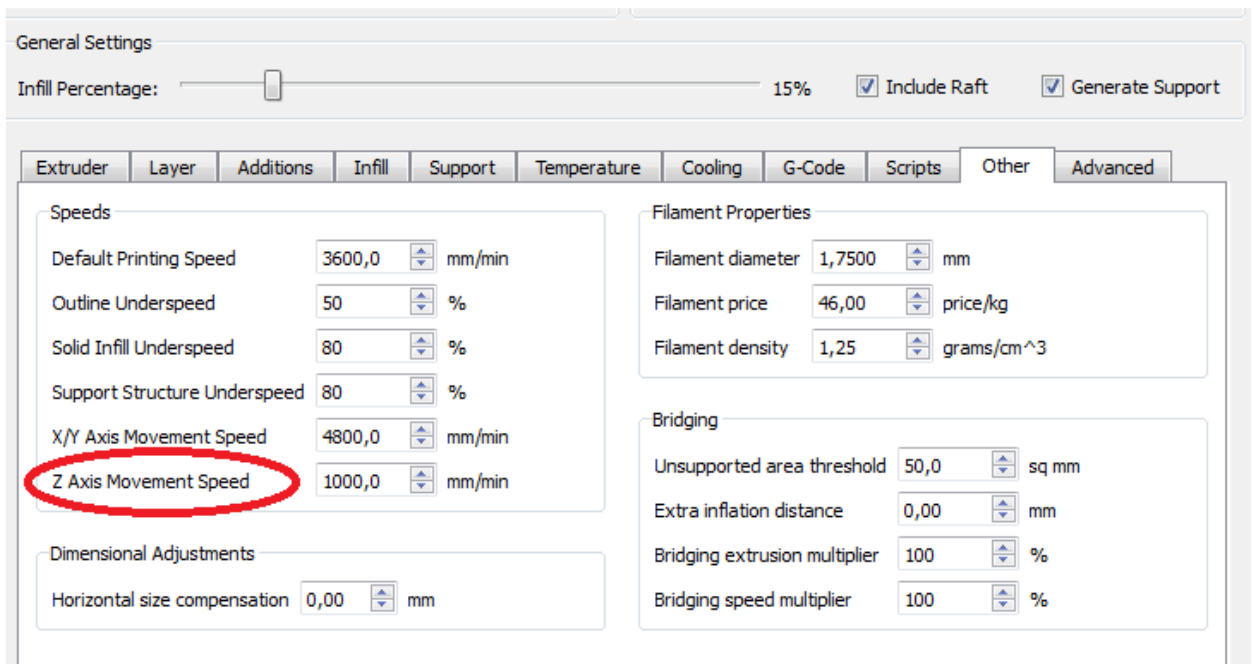 General Settings
Infill Percentage: 15% Include Raft Generate Support
Extruder Layer Additions Infill Support Temperature Cooling G-Code Scripts Other Advanced
Speeds
Default Printing Speed 3600,0 mm/min
Outline Underspeed 50 %
Solid Infill Underspeed 80 %
Support Structure Underspeed 80 %
X/Y Axis Movement Speed 4800,0 mm/min
Z Axis Movement Speed 1000,0 mm/min
Dimensional Adjustments
Horizontal size compensation 0,00 mm
Filament Properties
Filament diameter 1,7500 mm
Filament price 46,00 price/kg
Filament density 1,25 grams/cm^3
Bridging
Unsupported area threshold 50,0 sq mm
Extra inflation distance 0,00 mm
Bridging extrusion multiplier 100 %
Bridging speed multiplier 100 %